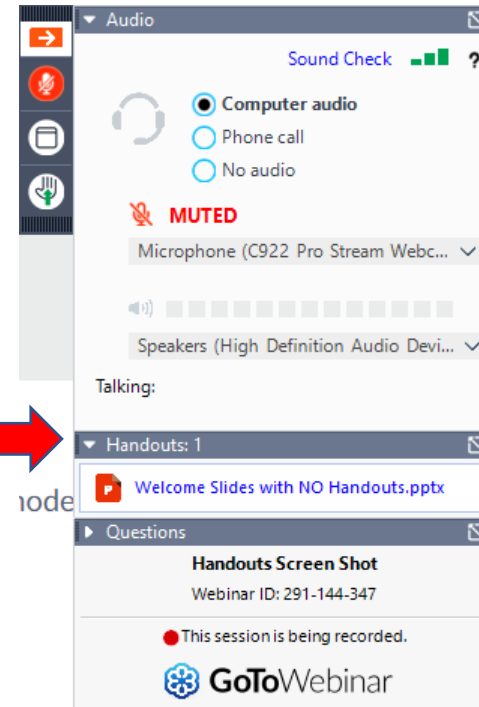 Audio
Sound Check ?
Computer audio
Phone call
No audio
MUTED
Microphone (C922 Pro Stream Webc...
Speakers (High Definition Audio Devi...
Talking:
Handouts: 1
Welcome Slides with NO Handouts.pptx
Questions
Handouts Screen Shot
Webinar ID: 291-144-347
This session is being recorded.
GoToWebinar